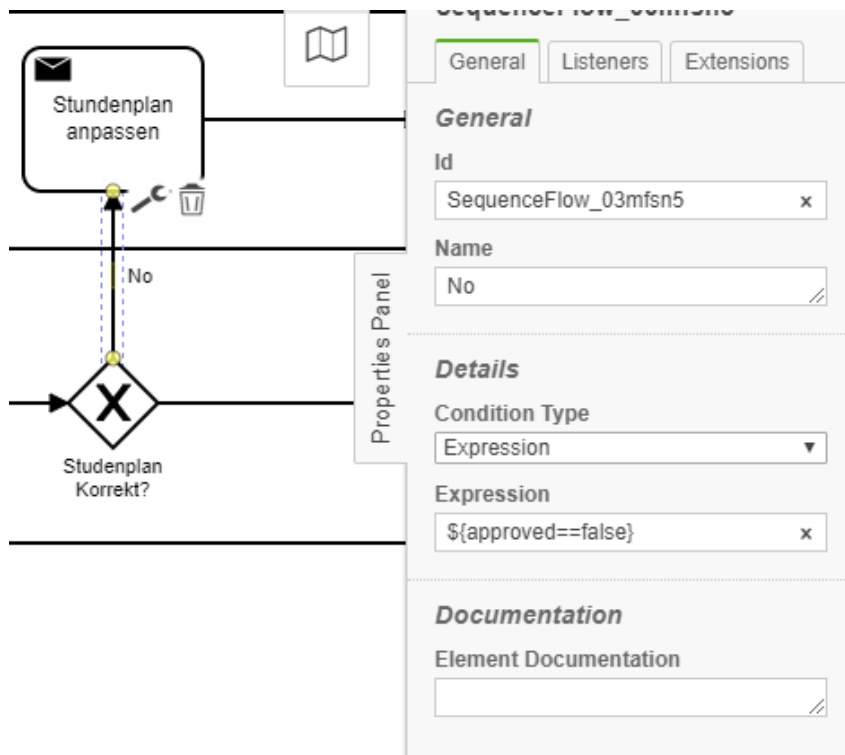 Stundenplan
anpassen
No
Studenplan
Korrekt?
Properties Panel
General
Listeners
Extensions
General
Id
SequenceFlow_03mfsn5
Name
No
Details
Condition Type
Expression
Expression
${approved==false}
Documentation
Element Documentation